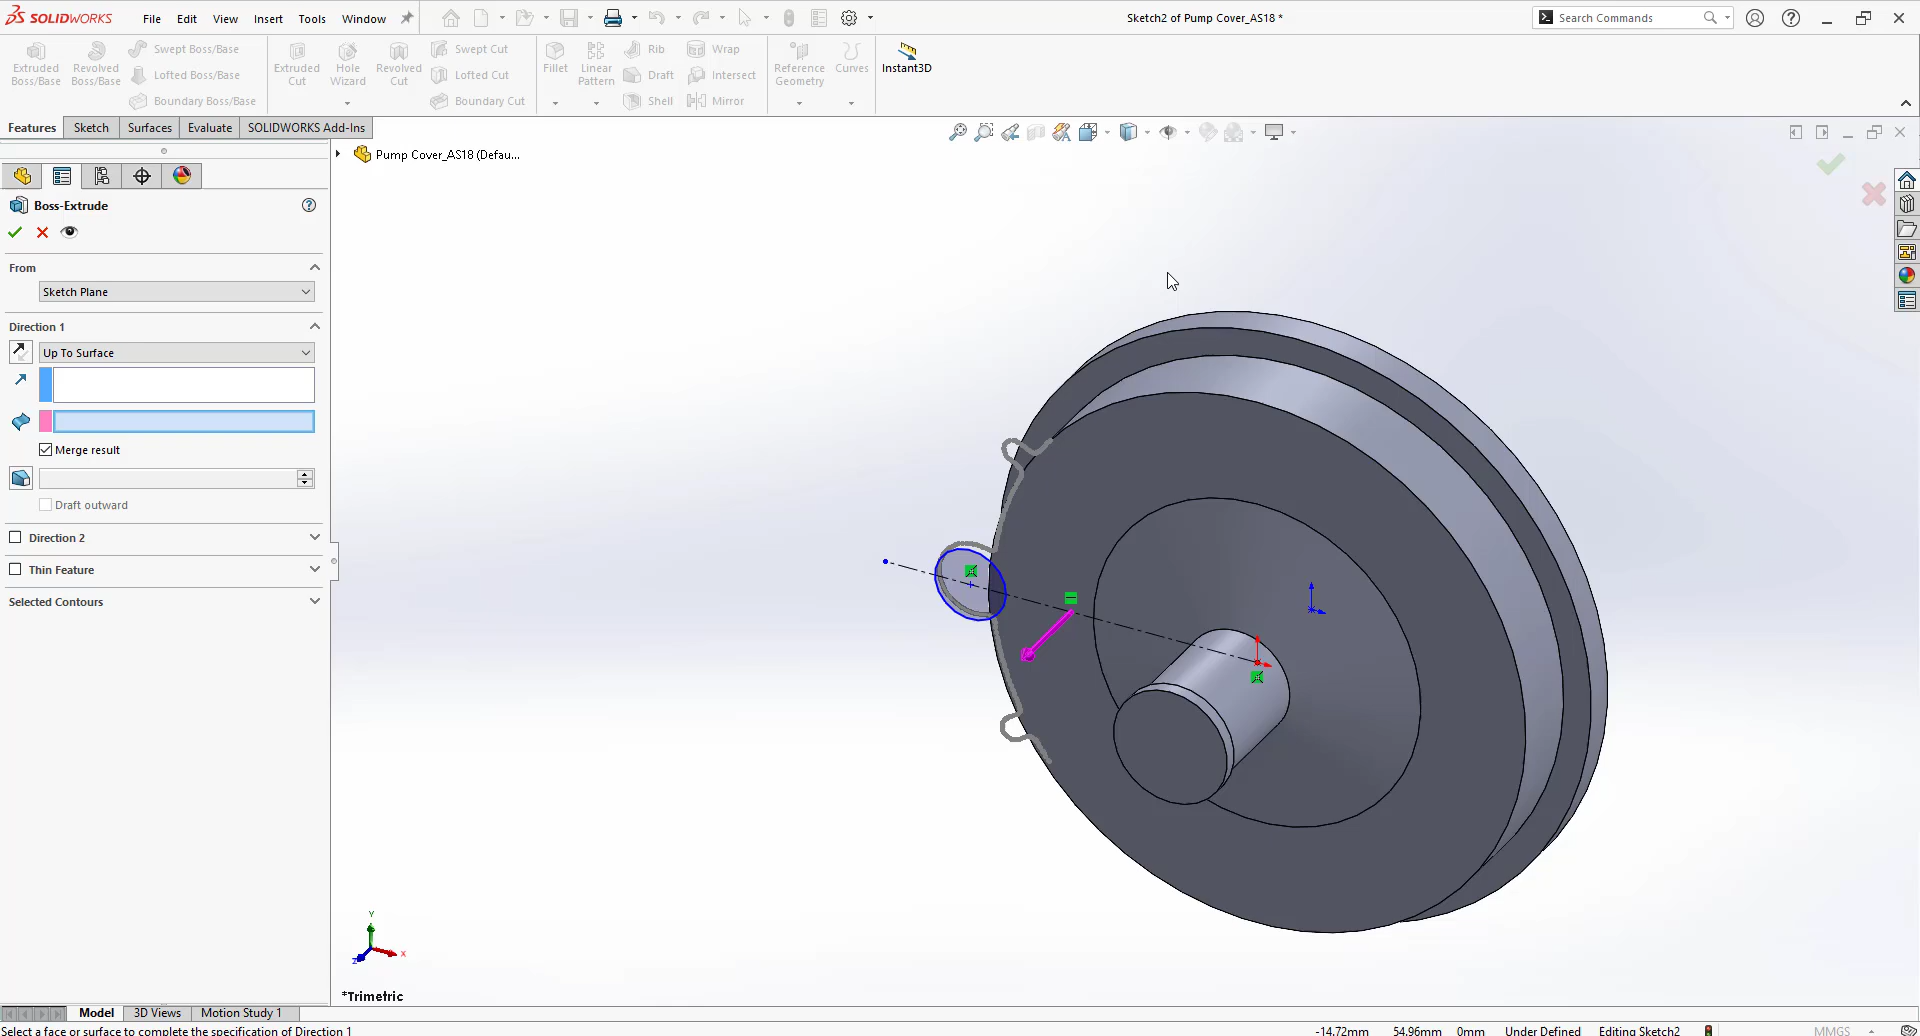 SOLIDWORKS File Edit View Insert Tools Window Sketch2 of Pump Cover_AS18 * Search Commands
Extruded Boss/Base
Revolved Boss/Base
Swept Boss/Base
Lofted Boss/Base
Boundary Boss/Base
Extruded Cut
Hole Wizard
Revolved Cut
Swept Cut
Lofted Cut
Boundary Cut
Fillet
Linear Pattern
Rib
Draft
Shell
Wrap
Intersect
Mirror
Reference Geometry
Curves
Instant3D
Features Sketch Surfaces Evaluate SOLIDWORKS Add-Ins
Pump Cover_AS18 (Defau...
Boss-Extrude
From
Sketch Plane
Direction 1
Up To Surface
Merge result
Draft outward
Direction 2
Thin Feature
Selected Contours
Y
X
Z
*Trimetric
Model 3D Views Motion Study 1
Select a face or surface to complete the specification of Direction 1 -14.72mm 54.96mm 0mm Under Defined Editing Sketch2 MMGS